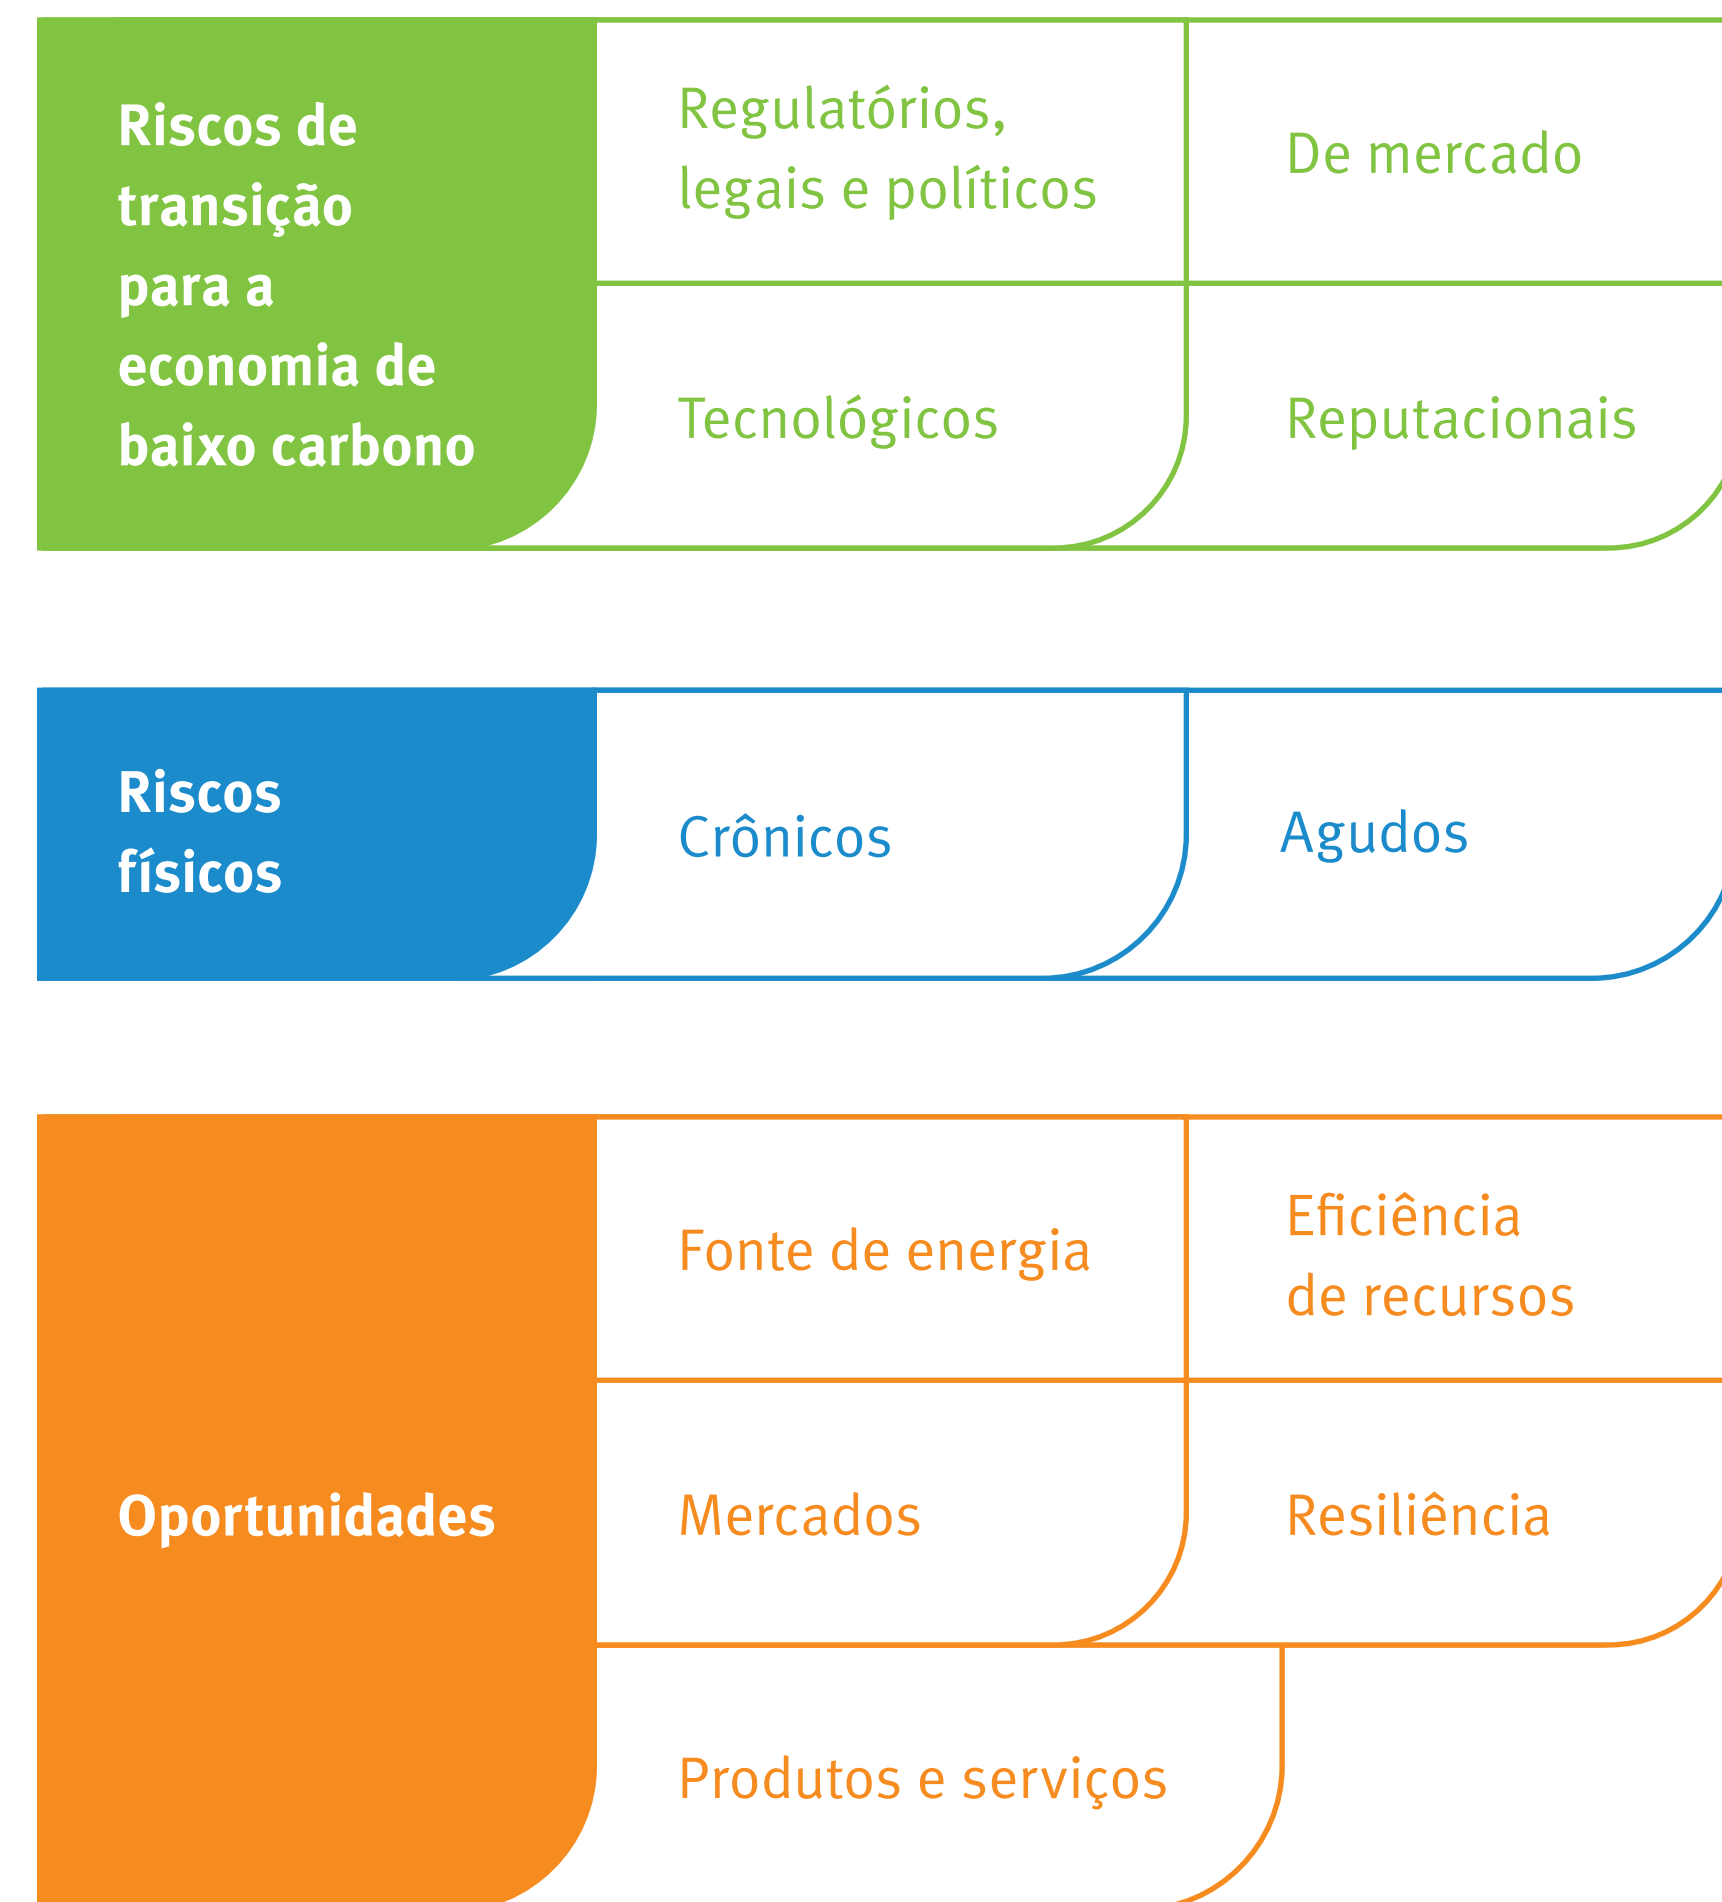 Riscos de
transição
para a
economia de
baixo carbono
Regulatórios,
legais e políticos
De mercado
Tecnológicos
Reputacionais
Riscos
físicos
Crônicos
Agudos
Oportunidades
Fonte de energia
Eficiência
de recursos
Mercados
Resiliência
Produtos e serviços